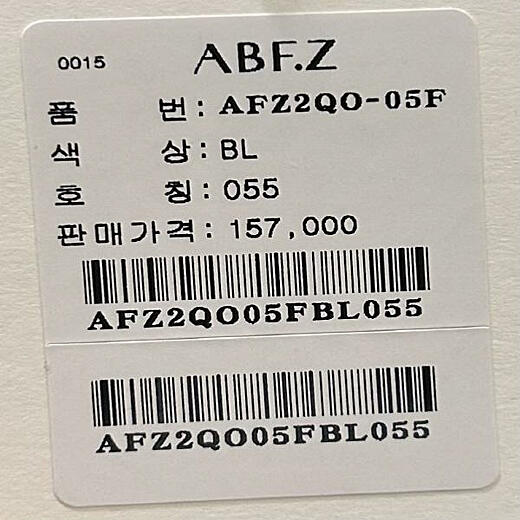 0015 ABF.Z
품 번 : AFZ2QO-05F
색 상 : BL
호 칭 : 055
판매가격 : 157,000
AFZ2QO05FBL055
AFZ2QO05FBL055